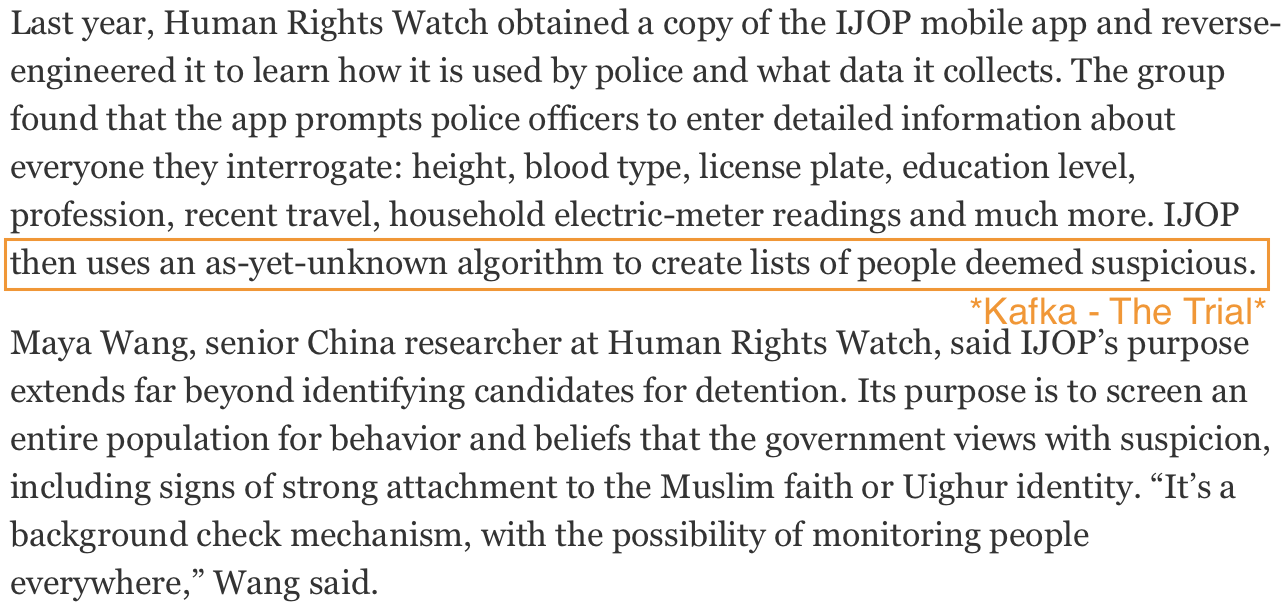 Last year, Human Rights Watch obtained a copy of the IJOP mobile app and reverse-
engineered it to learn how it is used by police and what data it collects. The group
found that the app prompts police officers to enter detailed information about
everyone they interrogate: height, blood type, license plate, education level,
profession, recent travel, household electric-meter readings and much more. IJOP
then uses an as-yet-unknown algorithm to create lists of people deemed suspicious.
*Kafka - The Trial*
Maya Wang, senior China researcher at Human Rights Watch, said IJOP’s purpose
extends far beyond identifying candidates for detention. Its purpose is to screen an
entire population for behavior and beliefs that the government views with suspicion,
including signs of strong attachment to the Muslim faith or Uighur identity. “It’s a
background check mechanism, with the possibility of monitoring people
everywhere,” Wang said.